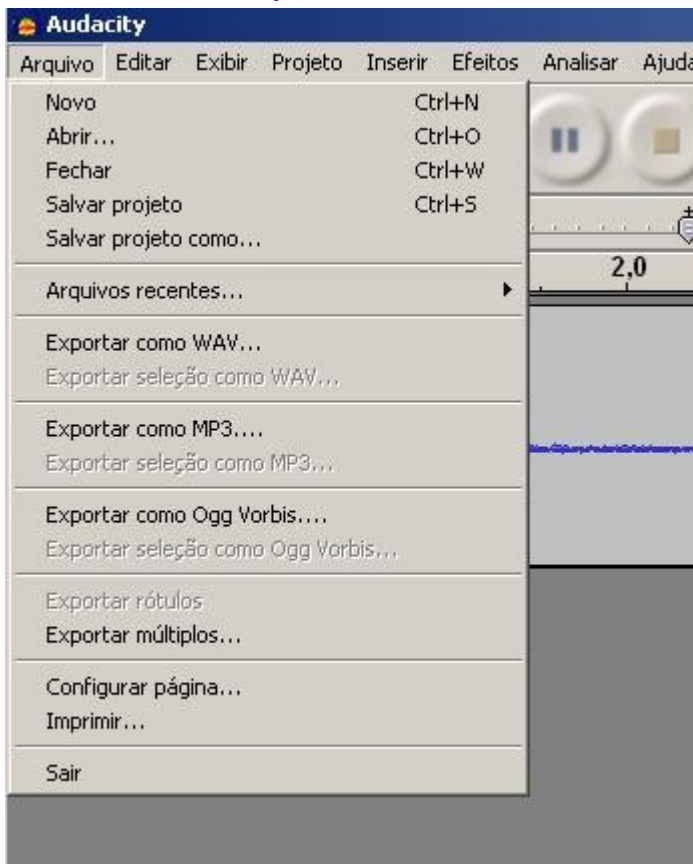 Audacity
Arquivo Editar Exibir Projeto Inserir Efeitos Analisar Ajuda
Novo Ctrl+N
Abrir... Ctrl+O
Fechar Ctrl+W
Salvar projeto Ctrl+S
Salvar projeto como...
2,0
Arquivos recentes...
Exportar como WAV...
Exportar seleção como WAV...
Exportar como MP3....
Exportar seleção como MP3...
Exportar como Ogg Vorbis....
Exportar seleção como Ogg Vorbis...
Exportar rótulos
Exportar múltiplos...
Configurar página...
Imprimir...
Sair